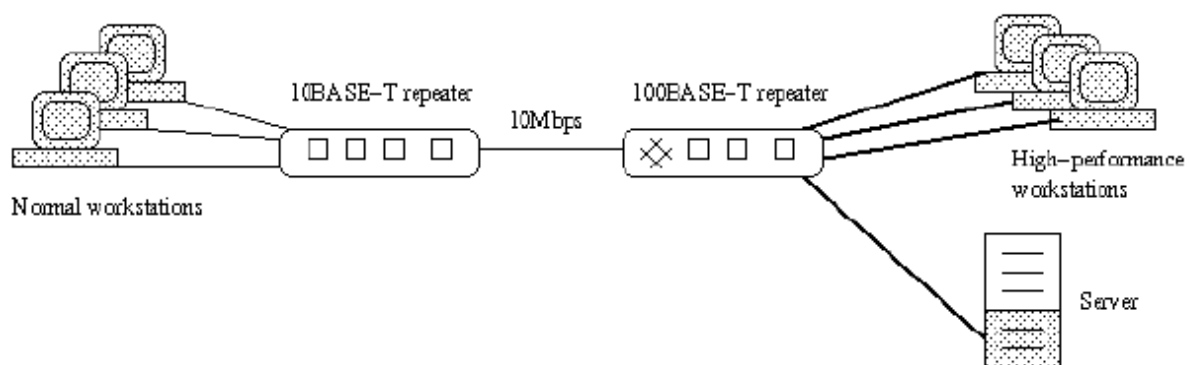 10BASE-T repeater
100BASE-T repeater
10Mbps
High-performance
workstations
Normal workstations
Server